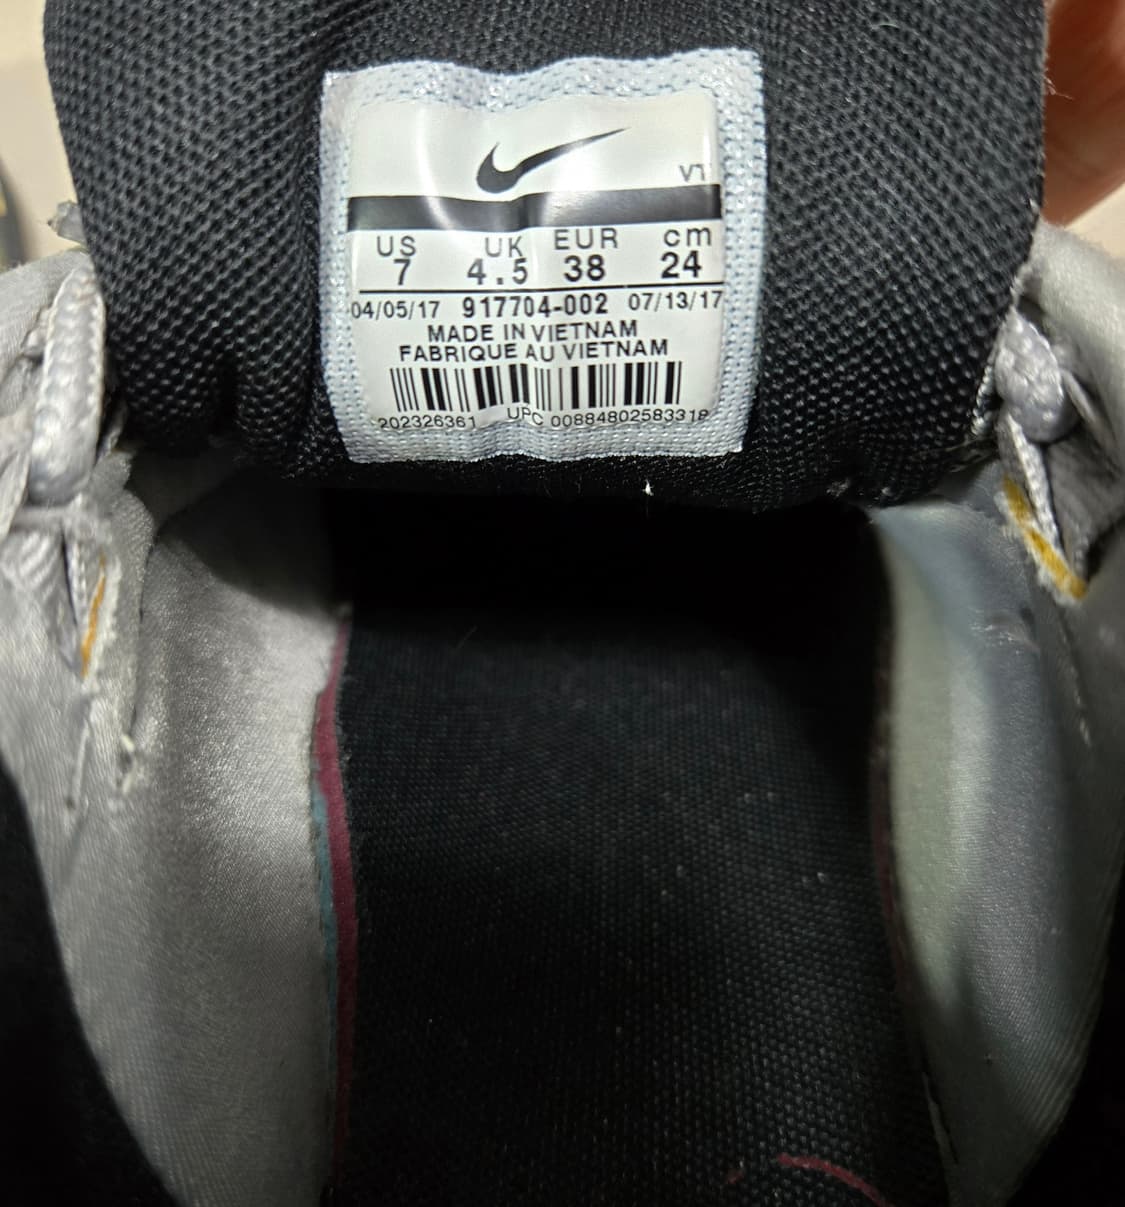 VT
US UK EUR cm
7 4.5 38 24
04/05/17 917704-002 07/13/17
MADE IN VIETNAM
FABRIQUE AU VIETNAM
202326361 UPC 00884802583318